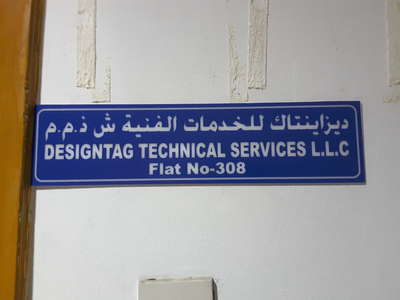 ديزاينتاك للخدمات الفنية ش ذ.م.م
DESIGNTAG TECHNICAL SERVICES L.L.C
Flat No-308